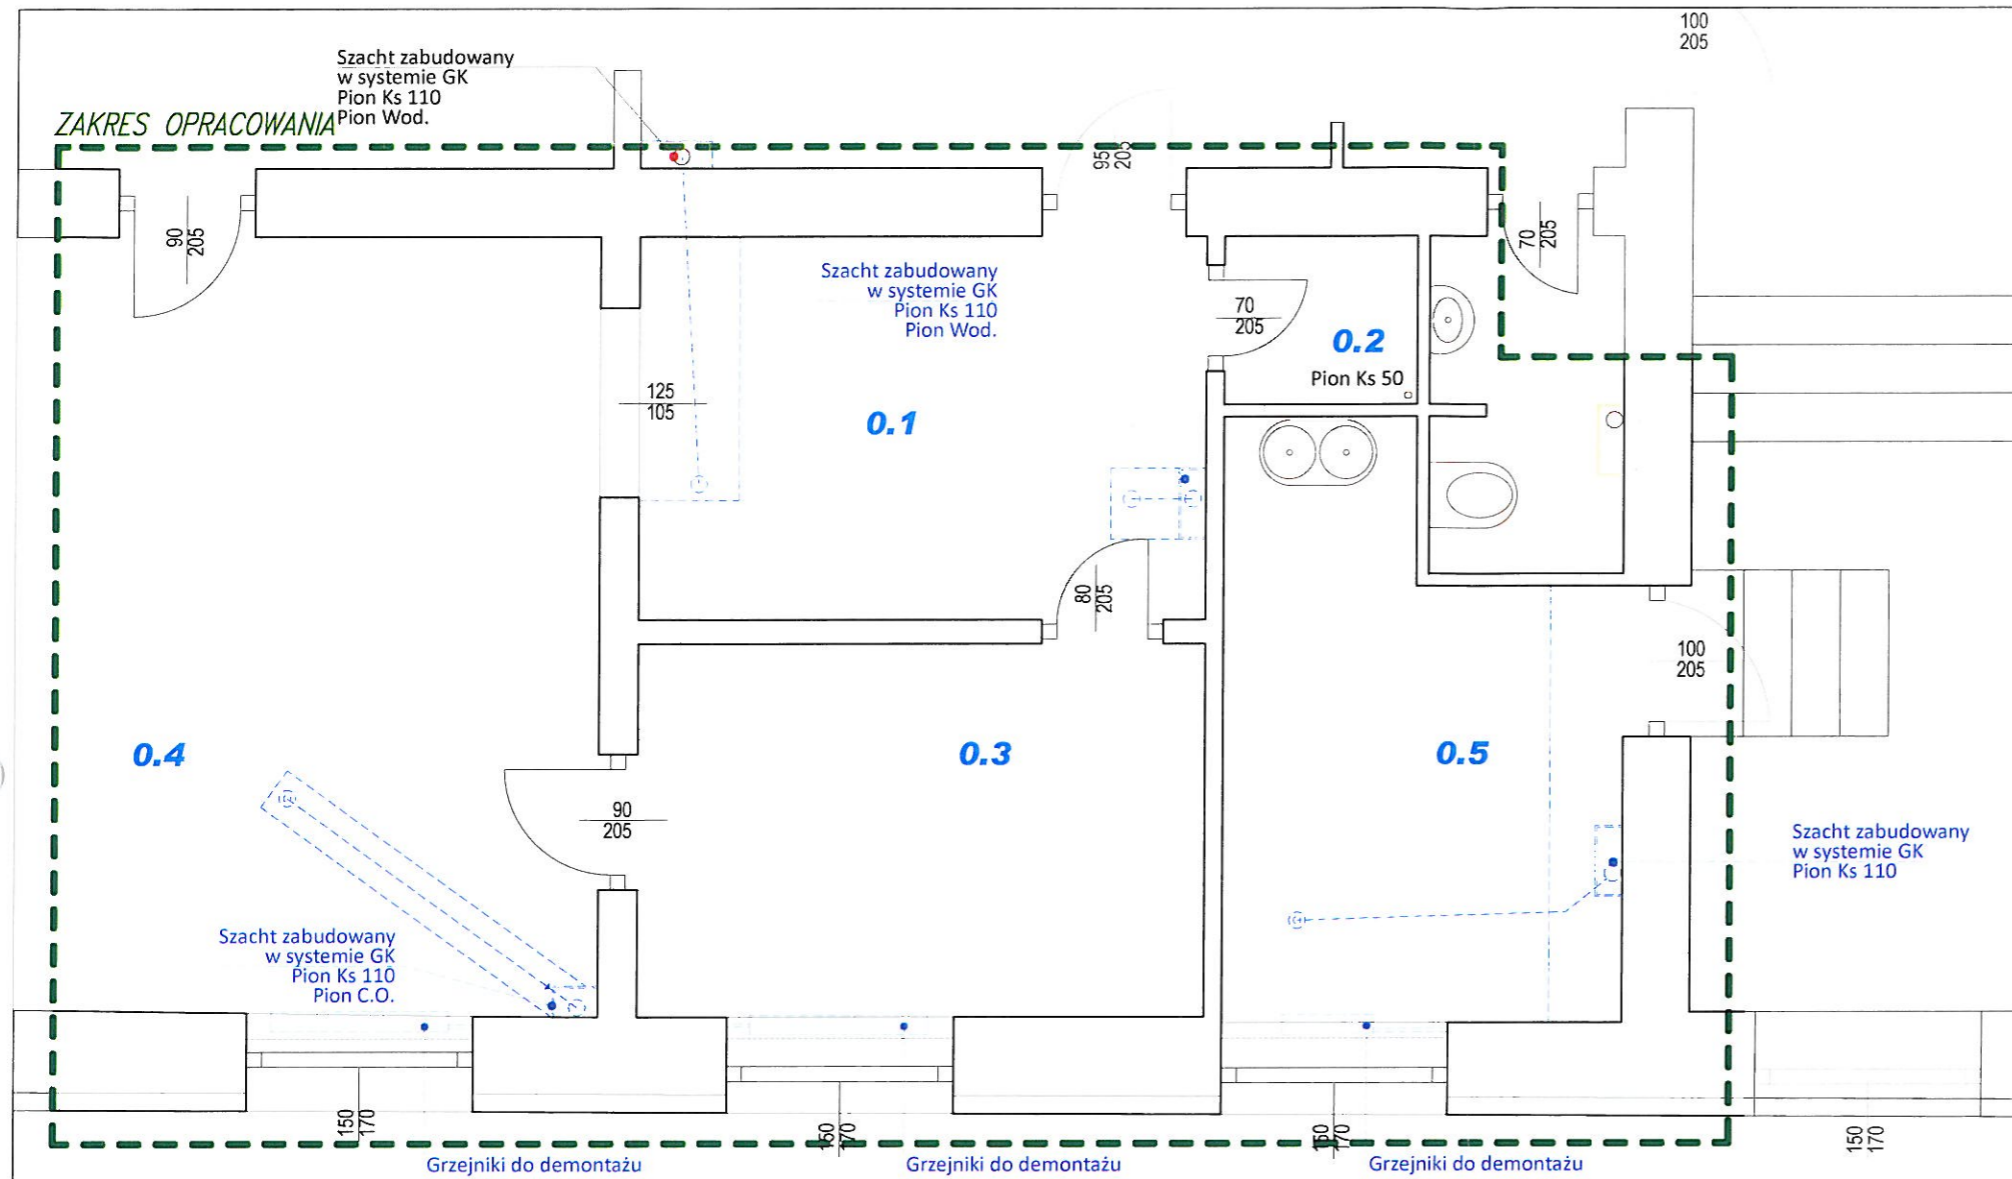 100
205
Szacht zabudowany
w systemie GK
Pion Ks 110
Pion Wod.
ZAKRES OPRACOWANIA
95
205
90
205
70
205
Szacht zabudowany
w systemie GK
Pion Ks 110
Pion Wod.
70
205
0.2
Pion Ks 50
125
105
0.1
80
205
100
205
0.4
0.3
0.5
90
205
Szacht zabudowany
w systemie GK
Pion Ks 110
Szacht zabudowany
w systemie GK
Pion Ks 110
Pion C.O.
150
170
150
170
150
170
150
170
Grzejniki do demontażu
Grzejniki do demontażu
Grzejniki do demontażu